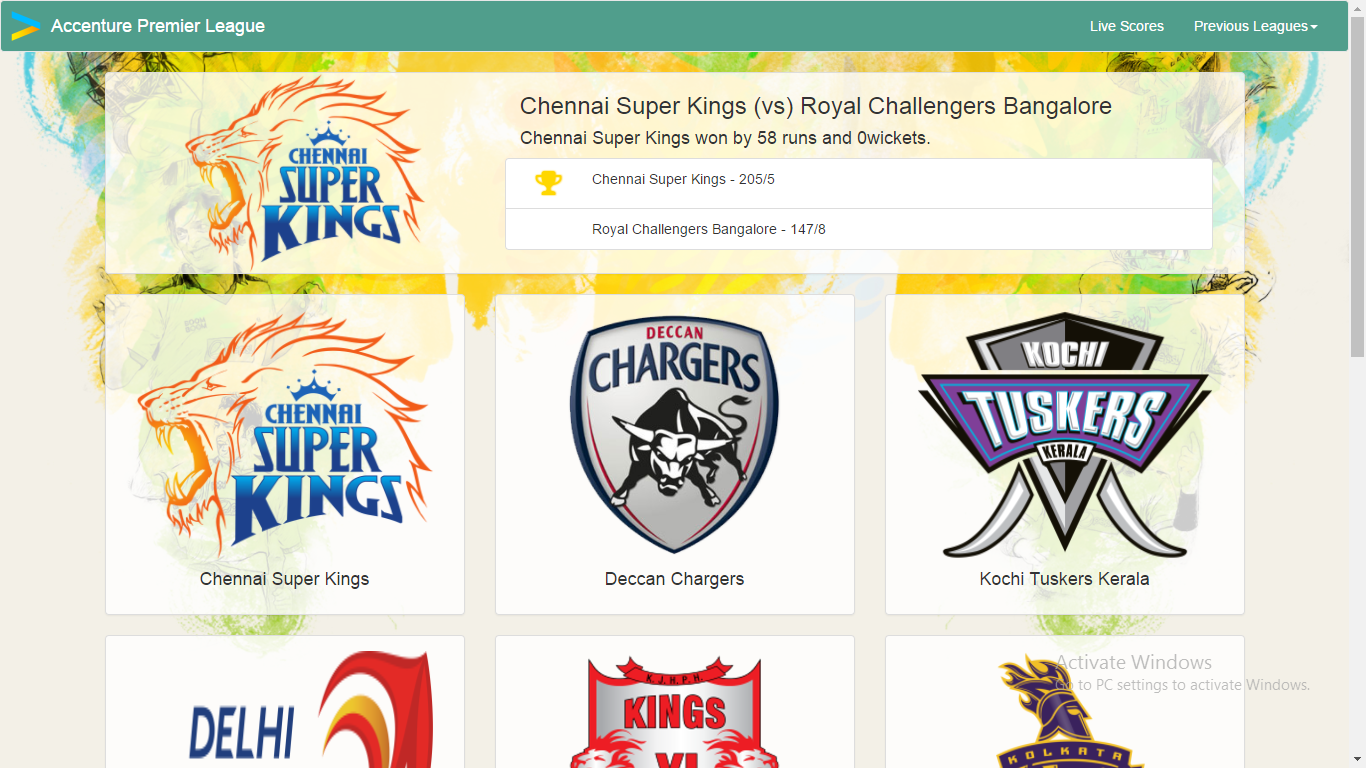 Accenture Premier League
Live Scores
Previous Leagues
CHENNAI
SUPER
KINGS
Chennai Super Kings (vs) Royal Challengers Bangalore
Chennai Super Kings won by 58 runs and 0wickets.
Chennai Super Kings - 205/5
Royal Challengers Bangalore - 147/8
CHENNAI
SUPER
KINGS
Chennai Super Kings
DECCAN
CHARGERS
Deccan Chargers
KOCHI
TUSKERS
KERALA
Kochi Tuskers Kerala
DELHI
K.J.H.P.H.
KINGS
XI
KOLKATA
Activate Windows
Go to PC settings to activate Windows.